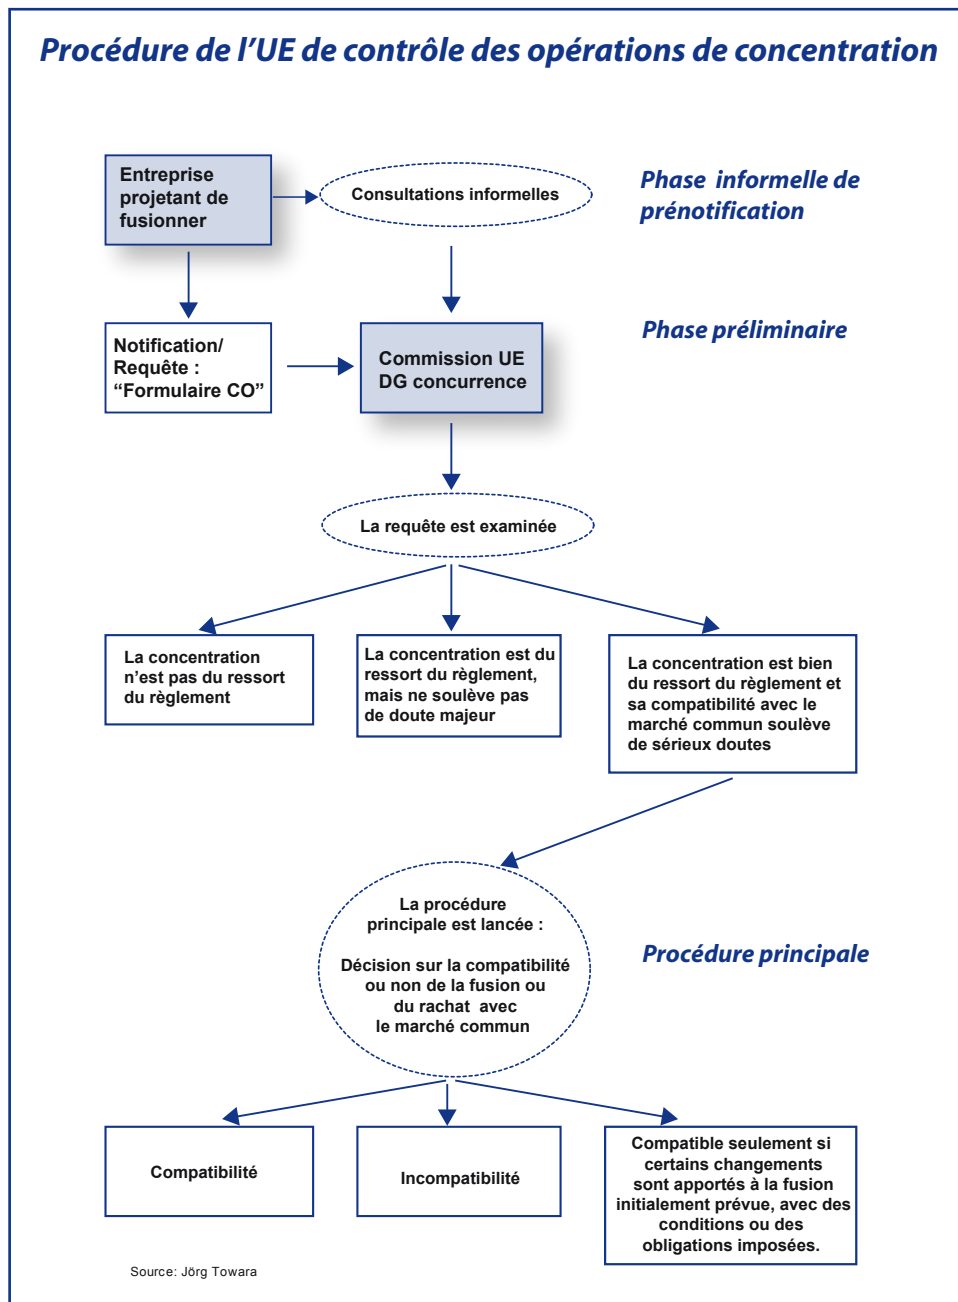 Procédure de l’UE de contrôle des opérations de concentration
Entreprise
projetant de
fusionner
Consultations informelles
Phase informelle de
prénotification
Notification/
Requête :
“Formulaire CO”
Commission UE
DG concurrence
Phase préliminaire
La requête est examinée
La concentration
n’est pas du ressort
du règlement
La concentration est du
ressort du règlement,
mais ne soulève pas
de doute majeur
La concentration est bien
du ressort du règlement et
sa compatibilité avec le
marché commun soulève
de sérieux doutes
La procédure
principale est lancée :
Décision sur la compatibilité
ou non de la fusion ou
du rachat avec
le marché commun
Procédure principale
Compatibilité
Incompatibilité
Compatible seulement si
certains changements
sont apportés à la fusion
initialement prévue, avec des
conditions ou des
obligations imposées.
Source: Jörg Towara